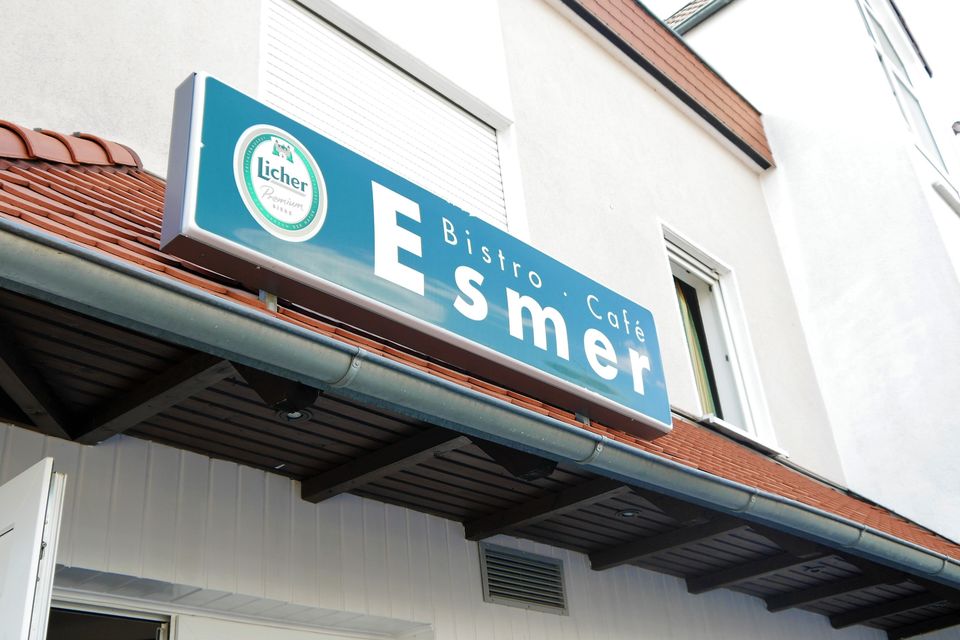 Licher
Premium
Bistro · Café
Esmer